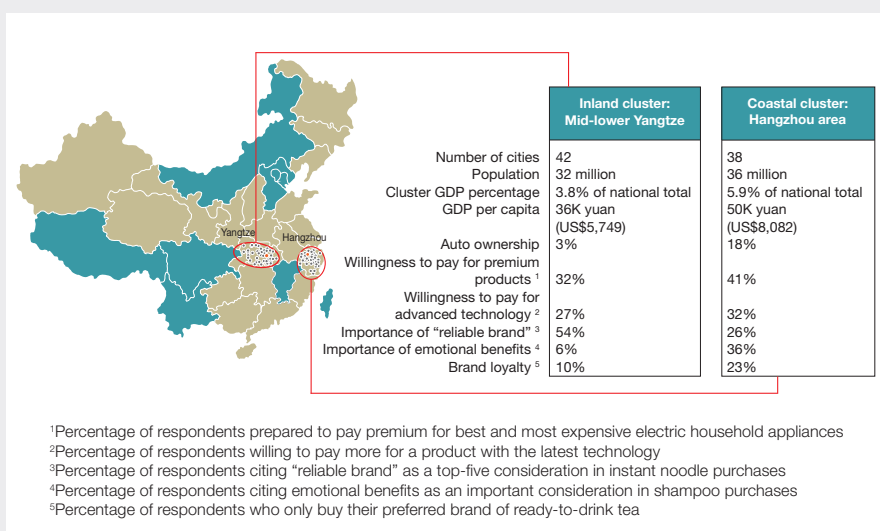 Inland cluster:
Mid-lower Yangtze
Coastal cluster:
Hangzhou area
Number of cities 42 38
Population 32 million 36 million
Cluster GDP percentage 3.8% of national total 5.9% of national total
GDP per capita 36K yuan 50K yuan
(US$5,749) (US$8,082)
Yangtze
Hangzhou
Auto ownership 3% 18%
Willingness to pay for premium
products 1 32% 41%
Willingness to pay for
advanced technology 2 27% 32%
Importance of “reliable brand” 3 54% 26%
Importance of emotional benefits 4 6% 36%
Brand loyalty 5 10% 23%
1Percentage of respondents prepared to pay premium for best and most expensive electric household appliances
2Percentage of respondents willing to pay more for a product with the latest technology
3Percentage of respondents citing “reliable brand” as a top-five consideration in instant noodle purchases
4Percentage of respondents citing emotional benefits as an important consideration in shampoo purchases
5Percentage of respondents who only buy their preferred brand of ready-to-drink tea